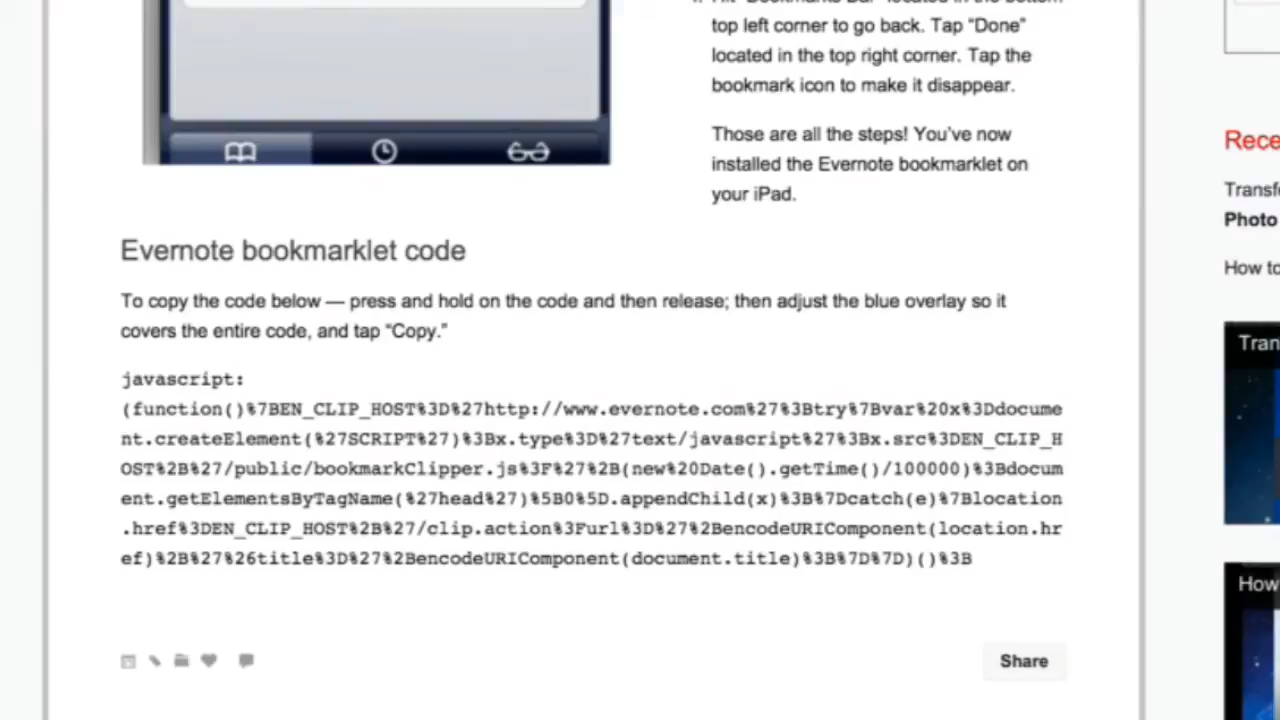 top left corner to go back. Tap “Done”
located in the top right corner. Tap the
bookmark icon to make it disappear.
Those are all the steps! You’ve now
installed the Evernote bookmarklet on
your iPad.
Evernote bookmarklet code
To copy the code below — press and hold on the code and then release; then adjust the blue overlay so it
covers the entire code, and tap “Copy.”
javascript:
(function()%7BEN_CLIP_HOST%3D%27http://www.evernote.com%27%3Btry%7Bvar%20x%3Ddocume
nt.createElement(%27SCRIPT%27)%3Bx.type%3D%27text/javascript%27%3Bx.src%3DEN_CLIP_H
OST%2B%27/public/bookmarkClipper.js%3F%27%2B(new%20Date().getTime()/100000)%3Bdocum
ent.getElementsByTagName(%27head%27)%5B0%5D.appendChild(x)%3B%7Dcatch(e)%7Blocation
.href%3DEN_CLIP_HOST%2B%27/clip.action%3Furl%3D%27%2BencodeURIComponent(location.hr
ef)%2B%27%26title%3D%27%2BencodeURIComponent(document.title)%3B%7D%7D)()%3B
Share
Rece
Transf
Photo
How to
Tran
How